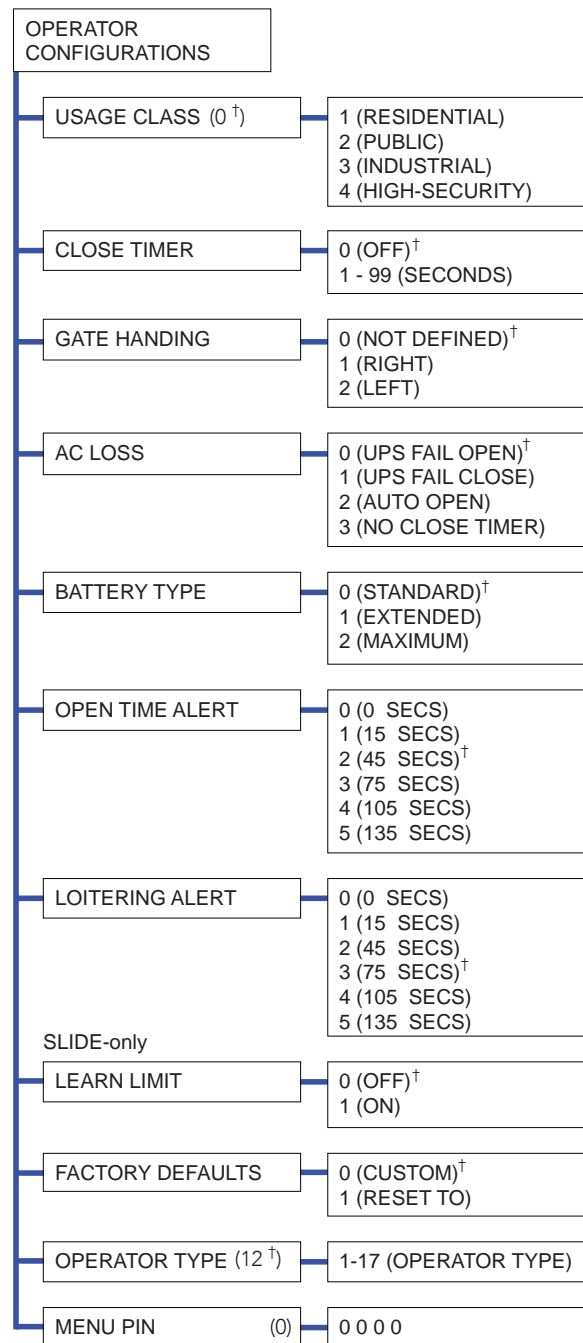 OPERATOR
CONFIGURATIONS
USAGE CLASS (0 †)
1 (RESIDENTIAL)
2 (PUBLIC)
3 (INDUSTRIAL)
4 (HIGH-SECURITY)
CLOSE TIMER
0 (OFF)†
1 - 99 (SECONDS)
GATE HANDING
0 (NOT DEFINED)†
1 (RIGHT)
2 (LEFT)
AC LOSS
0 (UPS FAIL OPEN)†
1 (UPS FAIL CLOSE)
2 (AUTO OPEN)
3 (NO CLOSE TIMER)
BATTERY TYPE
0 (STANDARD)†
1 (EXTENDED)
2 (MAXIMUM)
OPEN TIME ALERT
0 (0 SECS)
1 (15 SECS)
2 (45 SECS)†
3 (75 SECS)
4 (105 SECS)
5 (135 SECS)
LOITERING ALERT
0 (0 SECS)
1 (15 SECS)
2 (45 SECS)
3 (75 SECS)†
4 (105 SECS)
5 (135 SECS)
SLIDE-only
LEARN LIMIT
0 (OFF)†
1 (ON)
FACTORY DEFAULTS
0 (CUSTOM)†
1 (RESET TO)
OPERATOR TYPE (12 †)
1-17 (OPERATOR TYPE)
MENU PIN (0)
0 0 0 0